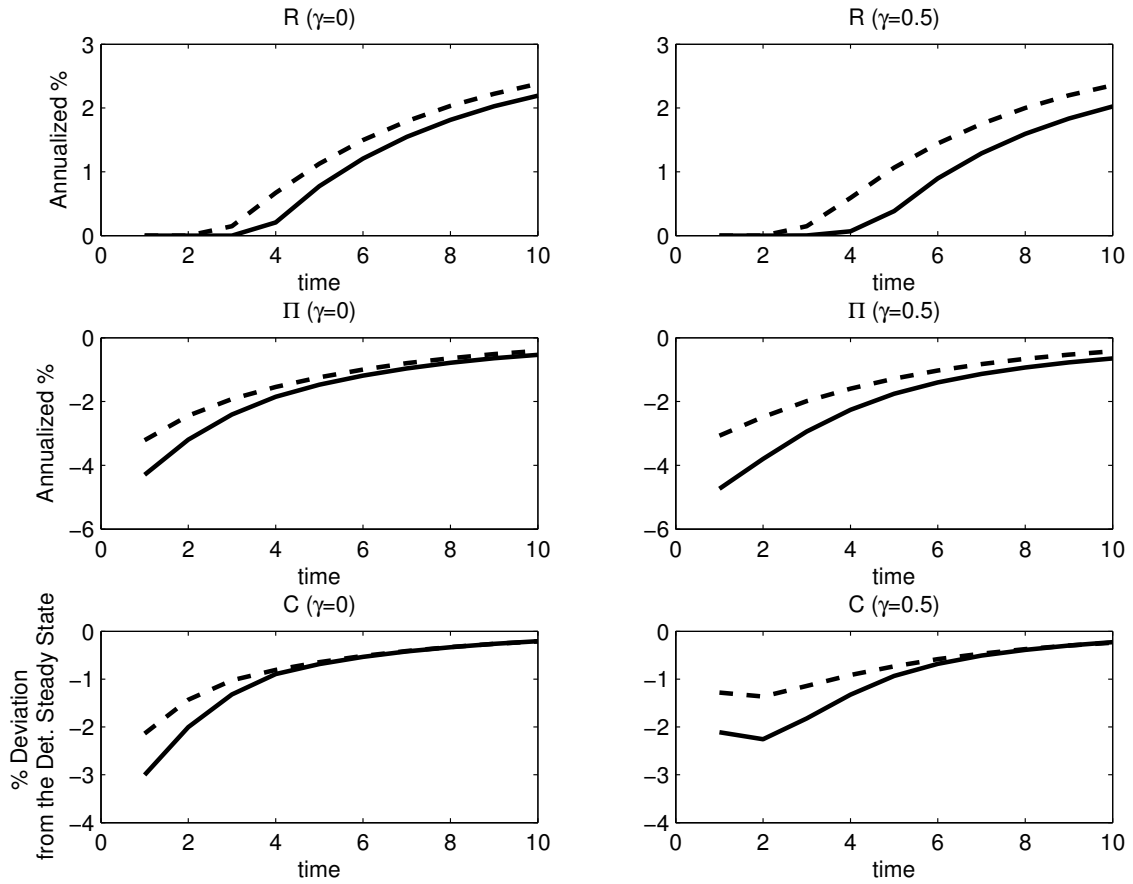 R (γ=0)
3
2
1
0
Annualized %
0 2 4 6 8 10
time
R (γ=0.5)
3
2
1
0
0 2 4 6 8 10
time
Π (γ=0)
0
−2
−4
−6
Annualized %
0 2 4 6 8 10
time
Π (γ=0.5)
0
−2
−4
−6
0 2 4 6 8 10
time
C (γ=0)
0
−1
−2
−3
−4
% Deviation
from the Det. Steady State
0 2 4 6 8 10
time
C (γ=0.5)
0
−1
−2
−3
−4
0 2 4 6 8 10
time